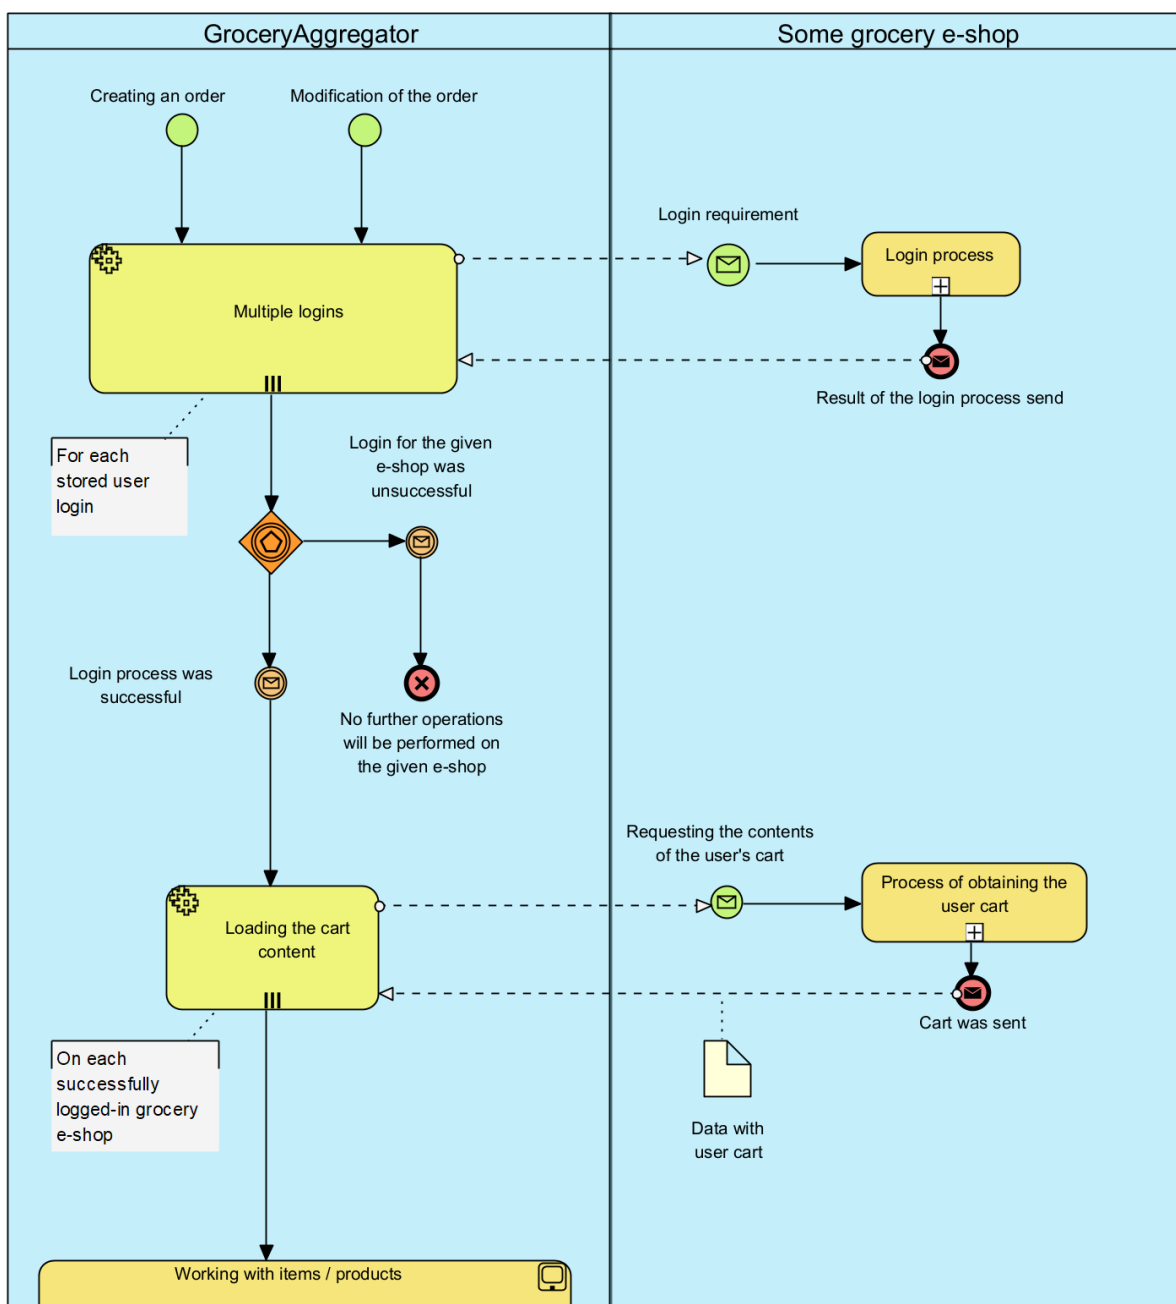 GroceryAggregator
Some grocery e-shop
Creating an order
Modification of the order
Login requirement
Login process
Multiple logins
Result of the login process send
For each
stored user
login
Login for the given
e-shop was
unsuccessful
Login process was
successful
No further operations
will be performed on
the given e-shop
Requesting the contents
of the user's cart
Process of obtaining the
user cart
Loading the cart
content
Cart was sent
On each
successfully
logged-in grocery
e-shop
Data with
user cart
Working with items / products